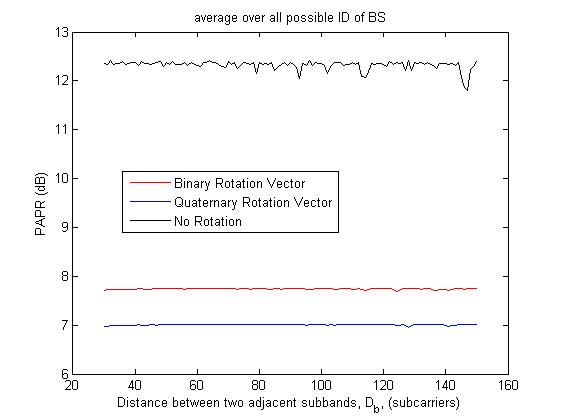 average over all possible ID of BS
13
12
11
10
9
8
7
6
PAPR (dB)
Binary Rotation Vector
Quaternary Rotation Vector
No Rotation
20 40 60 80 100 120 140 160
Distance between two adjacent subbands, D_b, (subcarriers)